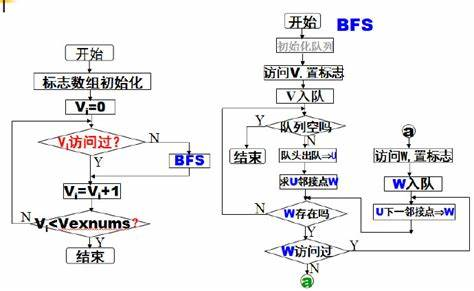 开始
标志数组初始化
Vi=0
Vi访问过?
N
Y
BFS
Vi=Vi+1
Vi<Vexnums?
Y
结束
开始
BFS
初始化队列
访问V,置标志
V入队
Y
队列空吗
N
结束
队头出队⇒U
求U邻接点W
N
W存在吗
Y
W访问过
Y
N
a
a
访问W,置标志
W入队
U下一邻接点⇒W